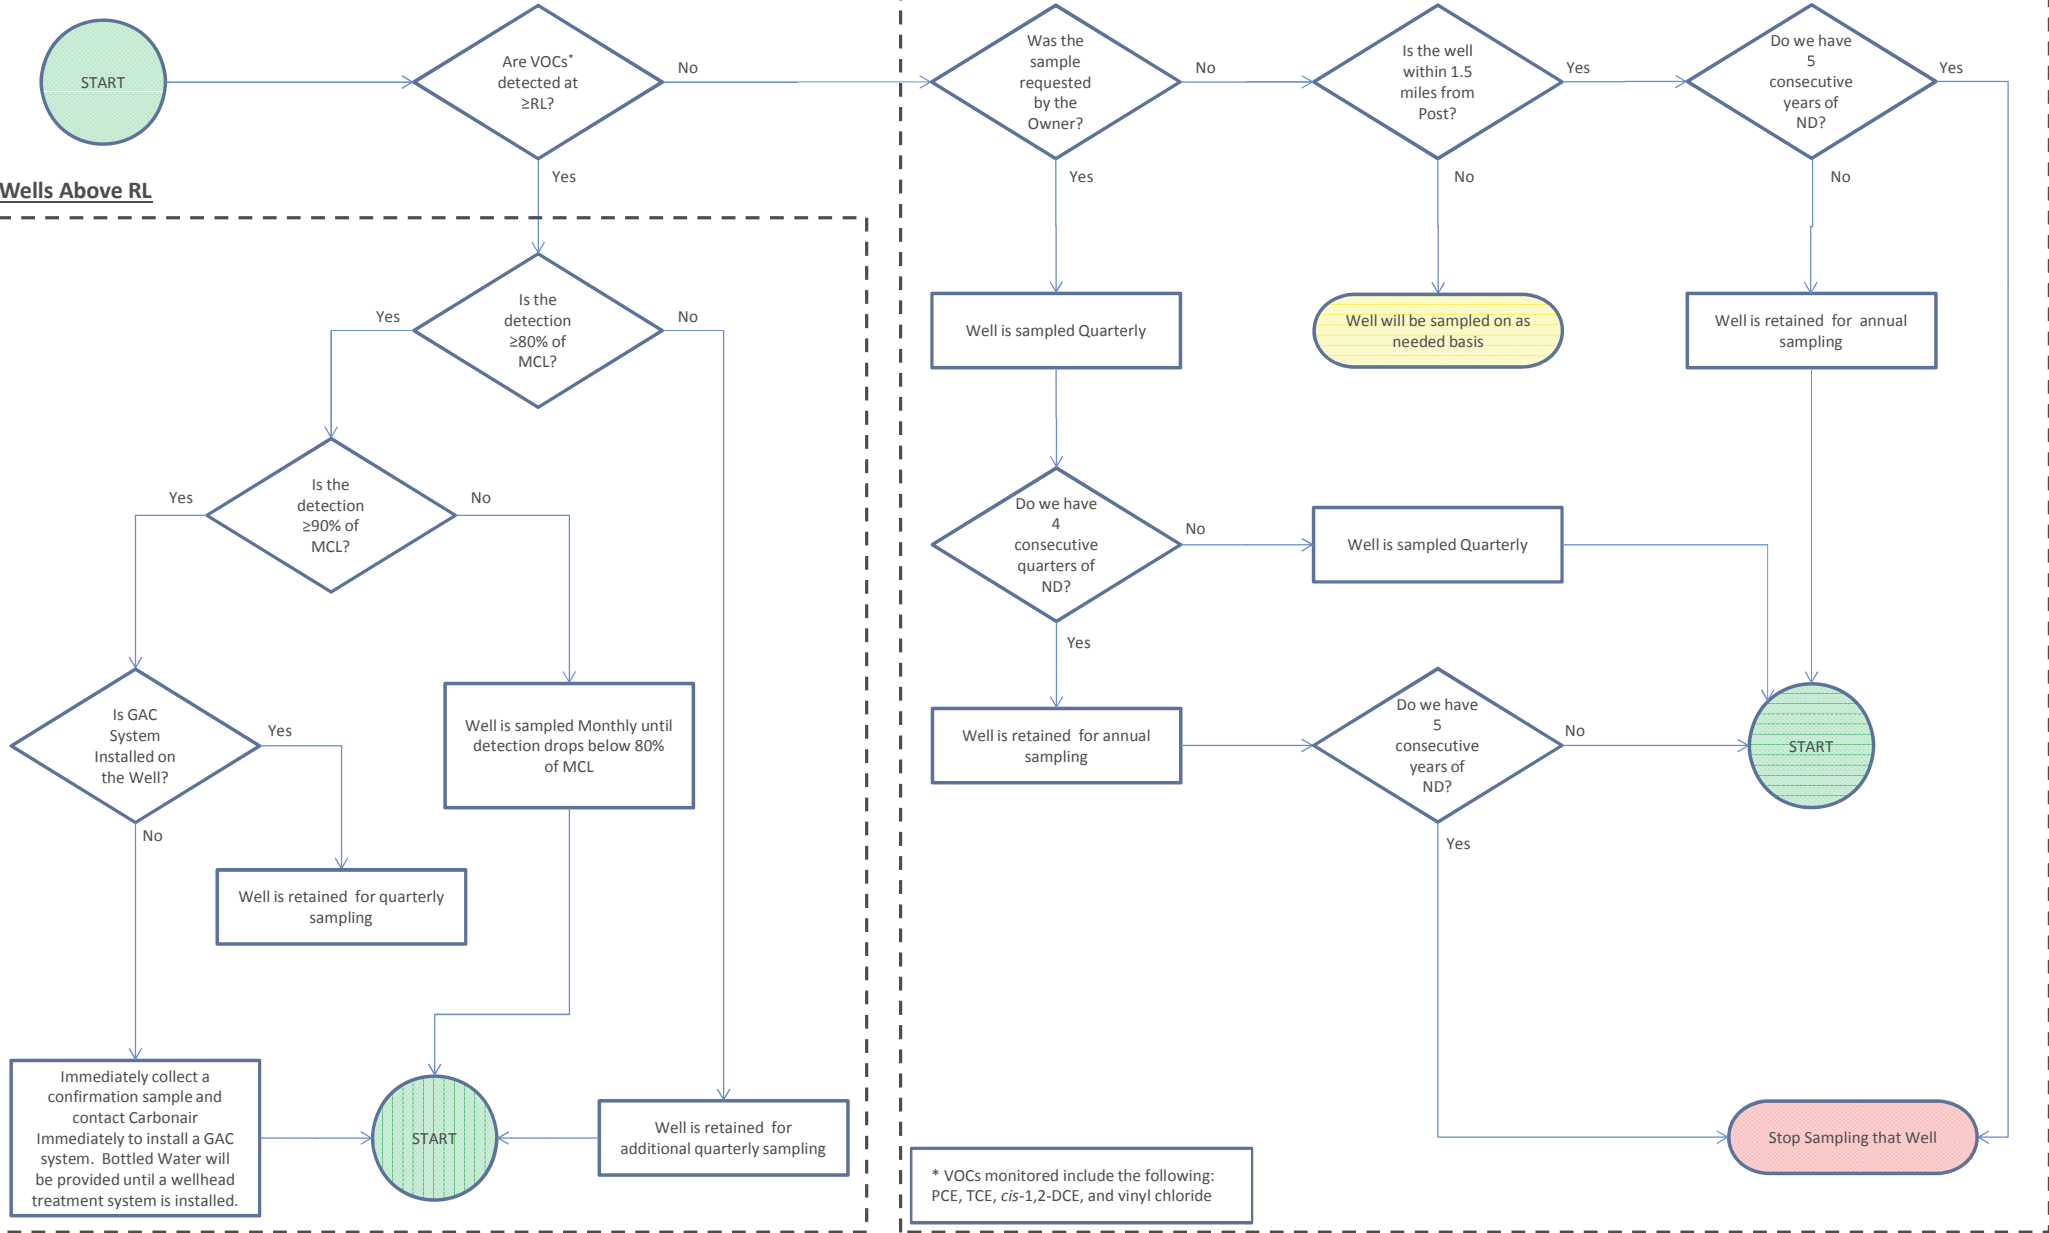 START
Are VOCs*
detected at
≥RL?
No
Yes
Was the
sample
requested
by the
Owner?
No
Yes
Is the well
within 1.5
miles from
Post?
Yes
No
Do we have
5
consecutive
years of
ND?
Yes
No
Wells Above RL
Is the
detection
≥80% of
MCL?
Yes
No
Well is sampled Quarterly
Well will be sampled on as
needed basis
Well is retained for annual
sampling
Is the
detection
≥90% of
MCL?
Yes
No
Do we have
4
consecutive
quarters of
ND?
No
Yes
Well is sampled Quarterly
Is GAC
System
Installed on
the Well?
Yes
No
Well is sampled Monthly until
detection drops below 80%
of MCL
Well is retained for annual
sampling
Do we have
5
consecutive
years of
ND?
No
Yes
START
Well is retained for quarterly
sampling
Immediately collect a
confirmation sample and
contact Carbonair
Immediately to install a GAC
system. Bottled Water will
be provided until a wellhead
treatment system is installed.
START
Well is retained for
additional quarterly sampling
* VOCs monitored include the following:
PCE, TCE, cis-1,2-DCE, and vinyl chloride
Stop Sampling that Well